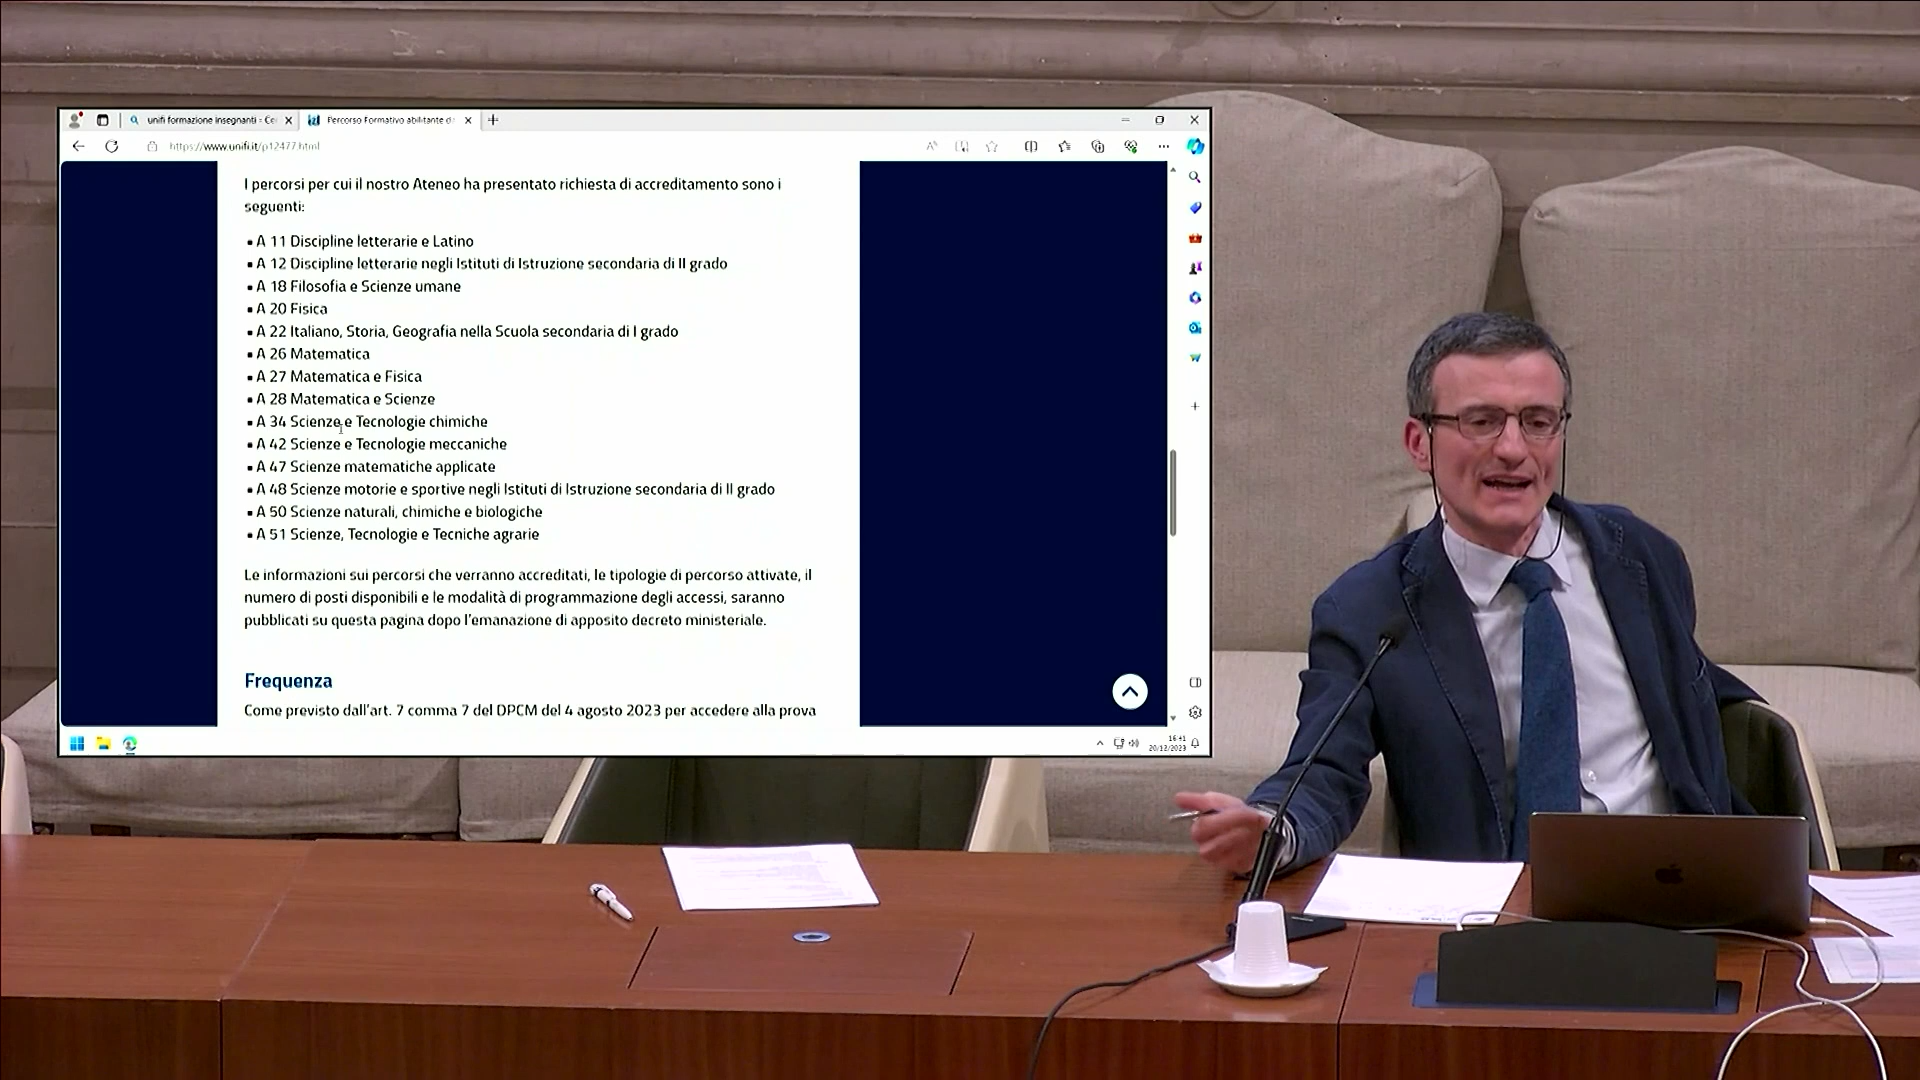 unifi formazione insegnanti - Ce
Percorso Formativo abilitante d
https://www.unifi.it/p12477.html
I percorsi per cui il nostro Ateneo ha presentato richiesta di accreditamento sono i
seguenti:
▪ A 11 Discipline letterarie e Latino
▪ A 12 Discipline letterarie negli Istituti di Istruzione secondaria di II grado
▪ A 18 Filosofia e Scienze umane
▪ A 20 Fisica
▪ A 22 Italiano, Storia, Geografia nella Scuola secondaria di I grado
▪ A 26 Matematica
▪ A 27 Matematica e Fisica
▪ A 28 Matematica e Scienze
▪ A 34 Scienze e Tecnologie chimiche
▪ A 42 Scienze e Tecnologie meccaniche
▪ A 47 Scienze matematiche applicate
▪ A 48 Scienze motorie e sportive negli Istituti di Istruzione secondaria di II grado
▪ A 50 Scienze naturali, chimiche e biologiche
▪ A 51 Scienze, Tecnologie e Tecniche agrarie
Le informazioni sui percorsi che verranno accreditati, le tipologie di percorso attivate, il
numero di posti disponibili e le modalità di programmazione degli accessi, saranno
pubblicati su questa pagina dopo l'emanazione di apposito decreto ministeriale.
Frequenza
Come previsto dall'art. 7 comma 7 del DPCM del 4 agosto 2023 per accedere alla prova
16:41
20/12/2023